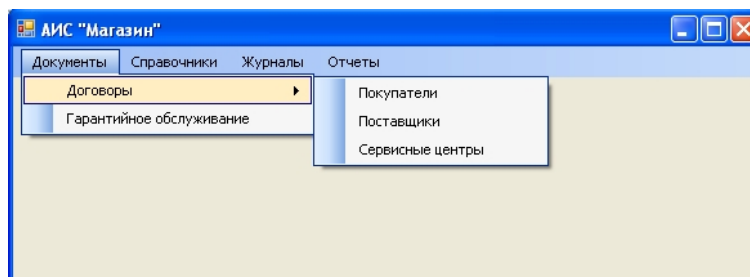 АИС "Магазин"
Документы Справочники Журналы Отчеты
Договоры
Гарантийное обслуживание
Покупатели
Поставщики
Сервисные центры